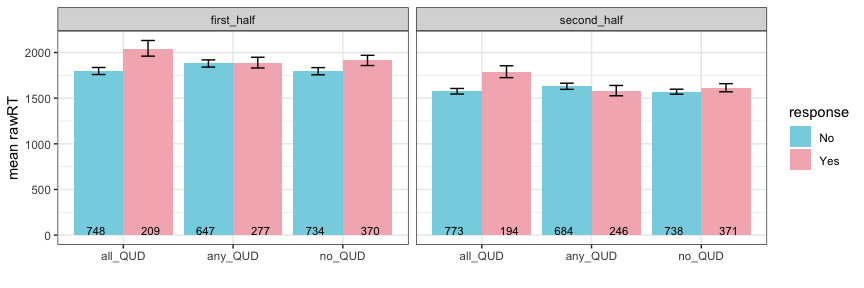 first_half second_half
2000
1500
1000
500
0
mean rawRT
748 209 647 277 734 370 773 194 684 246 738 371
all_QUD any_QUD no_QUD all_QUD any_QUD no_QUD
response
No
Yes